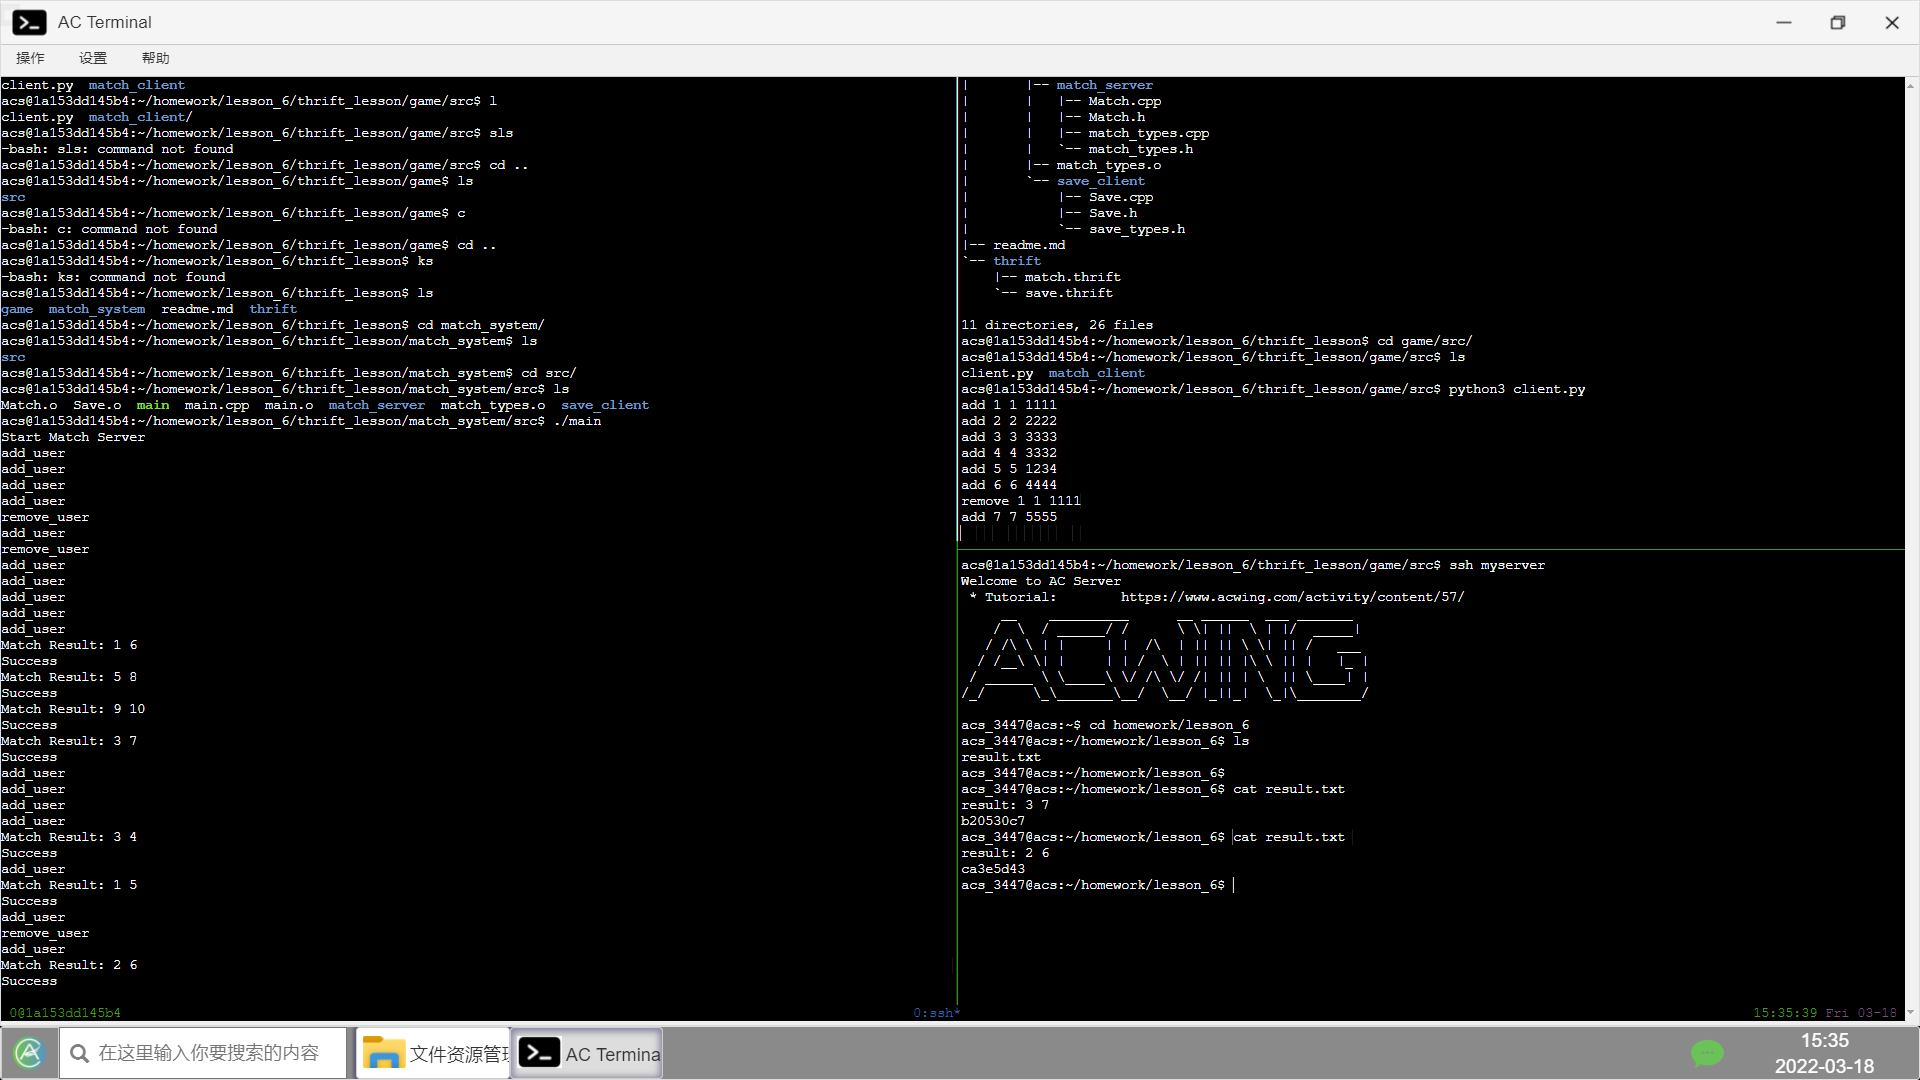 AC Terminal
操作 设置 帮助
client.py  match_client
acs@1a153dd145b4:~/homework/lesson_6/thrift_lesson/game/src$ l
client.py  match_client/
acs@1a153dd145b4:~/homework/lesson_6/thrift_lesson/game/src$ sls
-bash: sls: command not found
acs@1a153dd145b4:~/homework/lesson_6/thrift_lesson/game/src$ cd ..
acs@1a153dd145b4:~/homework/lesson_6/thrift_lesson/game$ ls
src
acs@1a153dd145b4:~/homework/lesson_6/thrift_lesson/game$ c
-bash: c: command not found
acs@1a153dd145b4:~/homework/lesson_6/thrift_lesson/game$ cd ..
acs@1a153dd145b4:~/homework/lesson_6/thrift_lesson$ ks
-bash: ks: command not found
acs@1a153dd145b4:~/homework/lesson_6/thrift_lesson$ ls
game  match_system  readme.md  thrift
acs@1a153dd145b4:~/homework/lesson_6/thrift_lesson$ cd match_system/
acs@1a153dd145b4:~/homework/lesson_6/thrift_lesson/match_system$ ls
src
acs@1a153dd145b4:~/homework/lesson_6/thrift_lesson/match_system$ cd src/
acs@1a153dd145b4:~/homework/lesson_6/thrift_lesson/match_system/src$ ls
Match.o  Save.o  main  main.cpp  main.o  match_server  match_types.o  save_client
acs@1a153dd145b4:~/homework/lesson_6/thrift_lesson/match_system/src$ ./main
Start Match Server
add_user
add_user
add_user
add_user
remove_user
add_user
remove_user
add_user
add_user
add_user
add_user
add_user
Match Result: 1 6
Success
Match Result: 5 8
Success
Match Result: 9 10
Success
Match Result: 3 7
Success
add_user
add_user
add_user
add_user
Match Result: 3 4
Success
add_user
Match Result: 1 5
Success
add_user
remove_user
add_user
Match Result: 2 6
Success
|       |-- match_server
|       |   |-- Match.cpp
|       |   |-- Match.h
|       |   |-- match_types.cpp
|       |   `-- match_types.h
|       |-- match_types.o
|       `-- save_client
|           |-- Save.cpp
|           |-- Save.h
|           `-- save_types.h
|-- readme.md
`-- thrift
    |-- match.thrift
    `-- save.thrift
11 directories, 26 files
acs@1a153dd145b4:~/homework/lesson_6/thrift_lesson$ cd game/src/
acs@1a153dd145b4:~/homework/lesson_6/thrift_lesson/game/src$ ls
client.py  match_client
acs@1a153dd145b4:~/homework/lesson_6/thrift_lesson/game/src$ python3 client.py
add 1 1 1111
add 2 2 2222
add 3 3 3333
add 4 4 3332
add 5 5 1234
add 6 6 4444
remove 1 1 1111
add 7 7 5555
acs@1a153dd145b4:~/homework/lesson_6/thrift_lesson/game/src$ ssh myserver
Welcome to AC Server
 * Tutorial:        https://www.acwing.com/activity/content/57/
ACWING
acs_3447@acs:~$ cd homework/lesson_6
acs_3447@acs:~/homework/lesson_6$ ls
result.txt
acs_3447@acs:~/homework/lesson_6$
acs_3447@acs:~/homework/lesson_6$ cat result.txt
result: 3 7
b20530c7
acs_3447@acs:~/homework/lesson_6$ cat result.txt
result: 2 6
ca3e5d43
acs_3447@acs:~/homework/lesson_6$
0@1a153dd145b4 0:ssh* 15:35:39 Fri 03-18
在这里输入你要搜索的内容 文件资源管理 AC Termina 15:35
2022-03-18